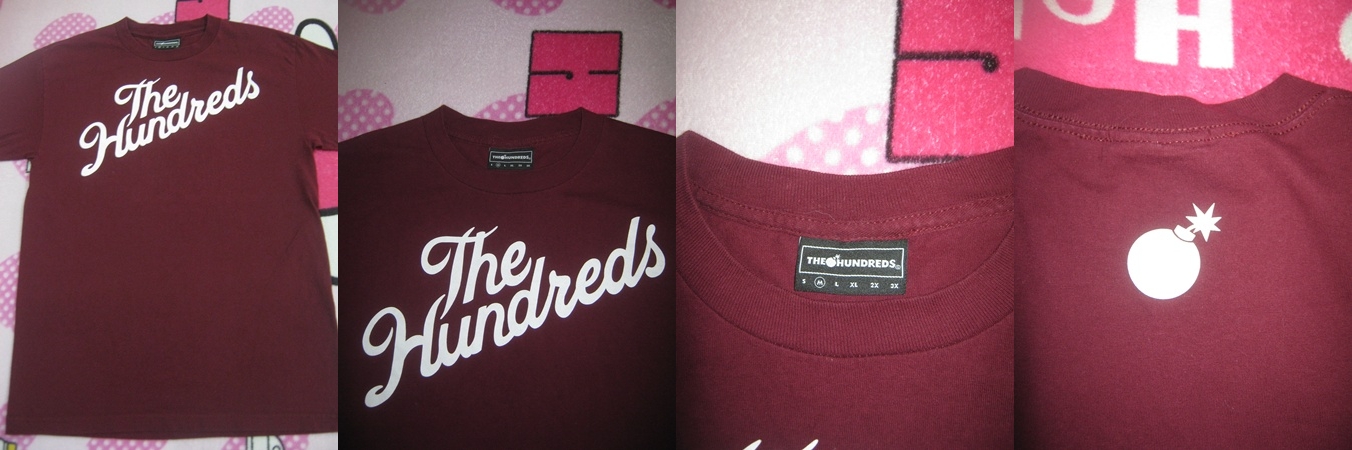 The
Hundreds
The
Hundreds
THE HUNDREDS
THE HUNDREDS
S M L XL 2X 3X
H